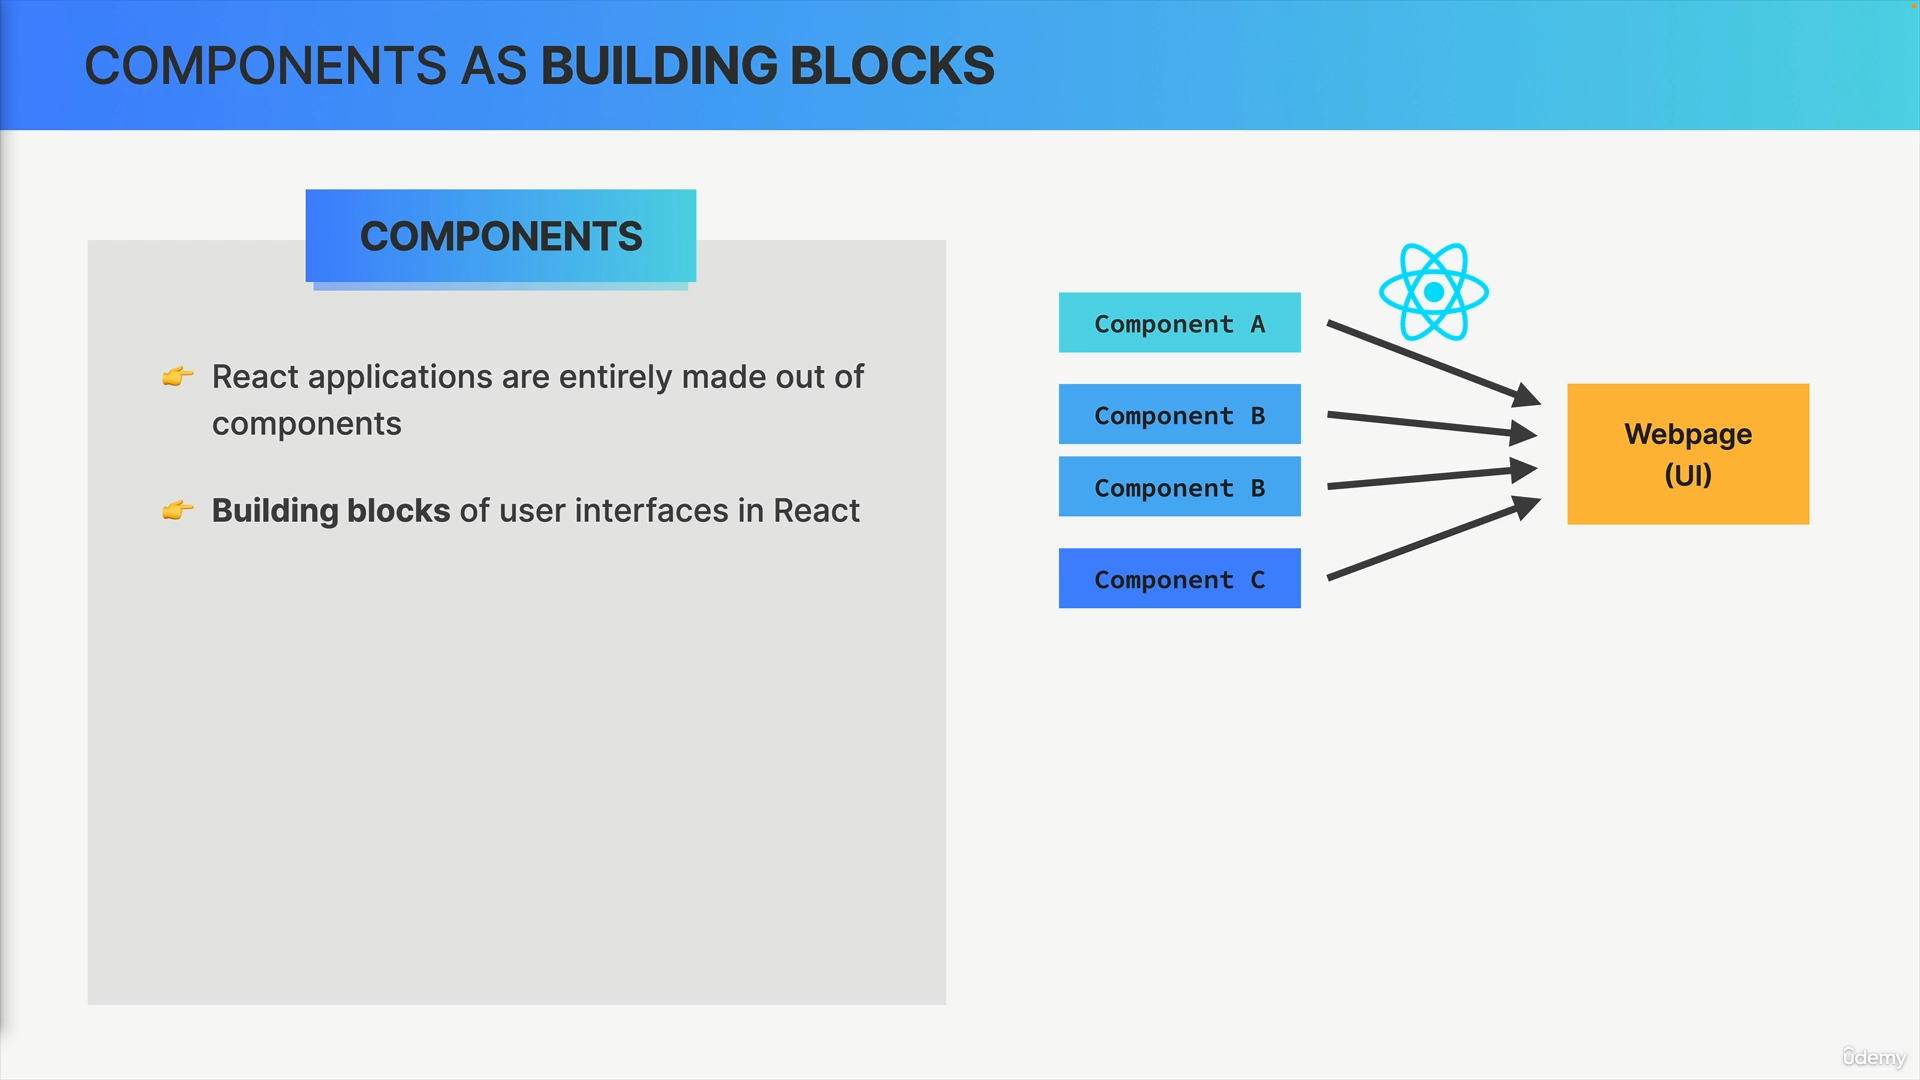 COMPONENTS AS BUILDING BLOCKS
COMPONENTS
👉 React applications are entirely made out of
components
👉 Building blocks of user interfaces in React
Component A
Component B
Component B
Component C
Webpage
(UI)
ûdemy